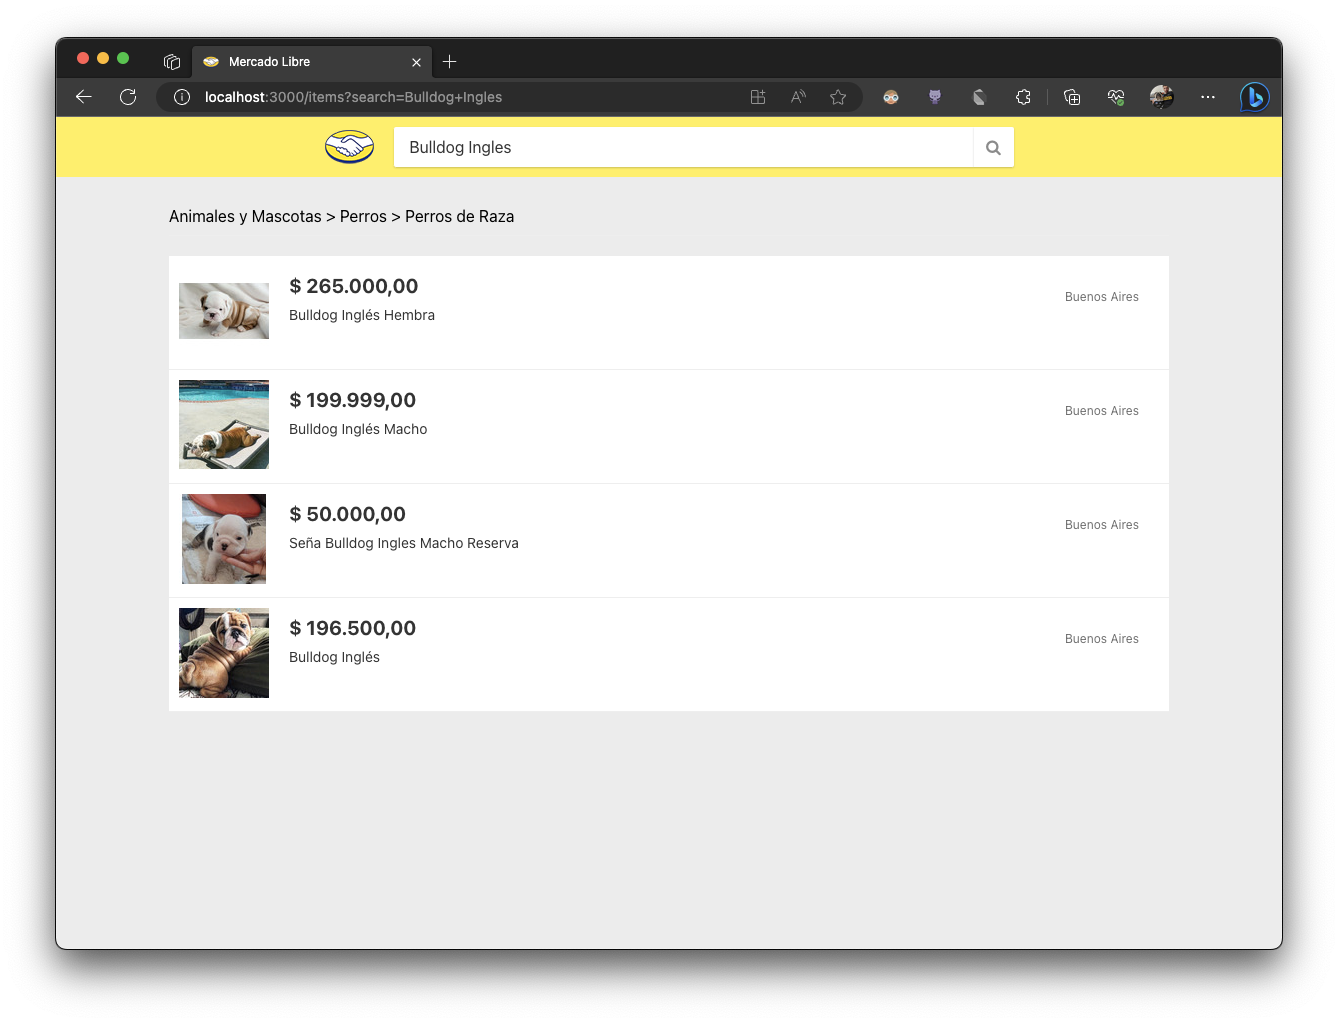 Mercado Libre
localhost:3000/items?search=Bulldog+Ingles
Bulldog Ingles
Animales y Mascotas > Perros > Perros de Raza
$ 265.000,00
Buenos Aires
Bulldog Inglés Hembra
$ 199.999,00
Buenos Aires
Bulldog Inglés Macho
$ 50.000,00
Buenos Aires
Seña Bulldog Ingles Macho Reserva
$ 196.500,00
Buenos Aires
Bulldog Inglés